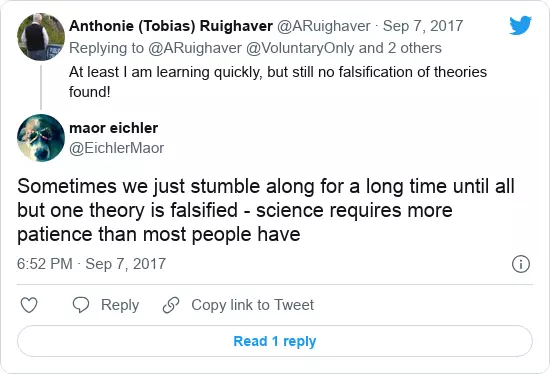 Anthonie (Tobias) Ruighaver @ARuighaver · Sep 7, 2017
Replying to @ARuighaver @VoluntaryOnly and 2 others
At least I am learning quickly, but still no falsification of theories
found!
maor eichler
@EichlerMaor
Sometimes we just stumble along for a long time until all
but one theory is falsified - science requires more
patience than most people have
6:52 PM · Sep 7, 2017
Reply
Copy link to Tweet
Read 1 reply